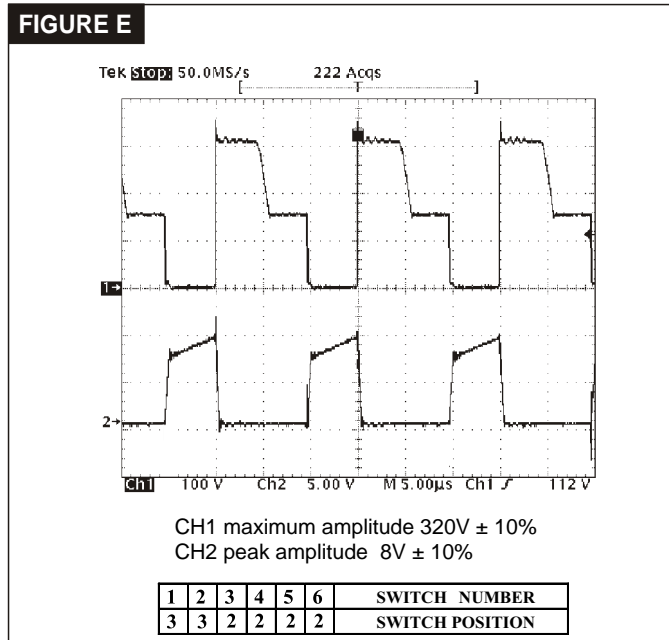 FIGURE E
Tek Stop: 50.0MS/s 222 Acqs
[ T ]
1→
2→
Ch1 100 V Ch2 5.00 V M 5.00µs Ch1 ƒ 112 V
CH1 maximum amplitude 320V ± 10%
CH2 peak amplitude 8V ± 10%
1 2 3 4 5 6 SWITCH NUMBER
3 3 2 2 2 2 SWITCH POSITION